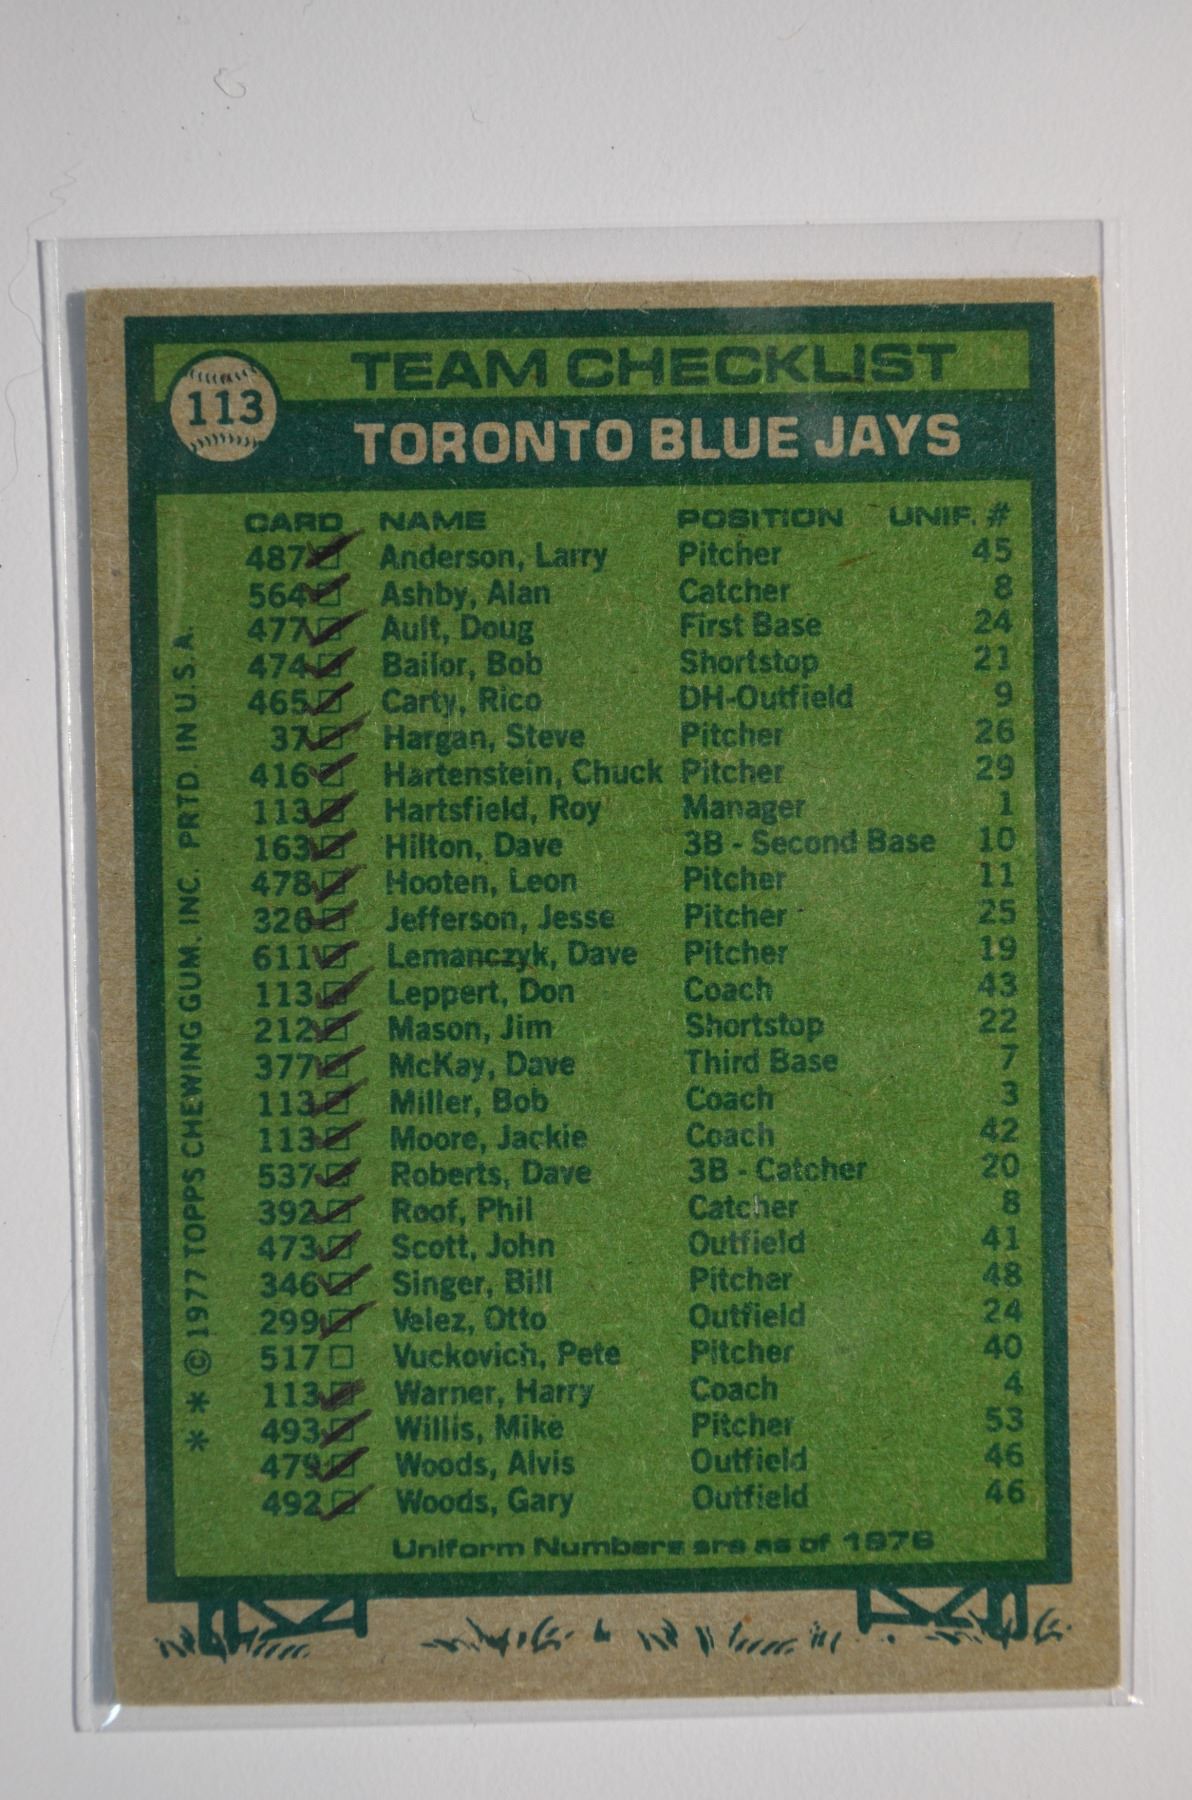 113
TEAM CHECKLIST
TORONTO BLUE JAYS
CARD NAME POSITION UNIF. #
487 Anderson, Larry Pitcher 45
564 Ashby, Alan Catcher 8
477 Ault, Doug First Base 24
474 Bailor, Bob Shortstop 21
465 Carty, Rico DH-Outfield 9
37 Hargan, Steve Pitcher 26
416 Hartenstein, Chuck Pitcher 29
113 Hartsfield, Roy Manager 1
163 Hilton, Dave 3B - Second Base 10
478 Hooten, Leon Pitcher 11
326 Jefferson, Jesse Pitcher 25
611 Lemanczyk, Dave Pitcher 19
113 Leppert, Don Coach 43
212 Mason, Jim Shortstop 22
377 McKay, Dave Third Base 7
113 Miller, Bob Coach 3
113 Moore, Jackie Coach 42
537 Roberts, Dave 3B - Catcher 20
392 Roof, Phil Catcher 8
473 Scott, John Outfield 41
346 Singer, Bill Pitcher 48
299 Velez, Otto Outfield 24
517 Vuckovich, Pete Pitcher 40
113 Warner, Harry Coach 4
493 Willis, Mike Pitcher 53
479 Woods, Alvis Outfield 46
492 Woods, Gary Outfield 46
Uniform Numbers are as of 1976
* * © 1977 TOPPS CHEWING GUM, INC. PRTD. IN U.S.A.